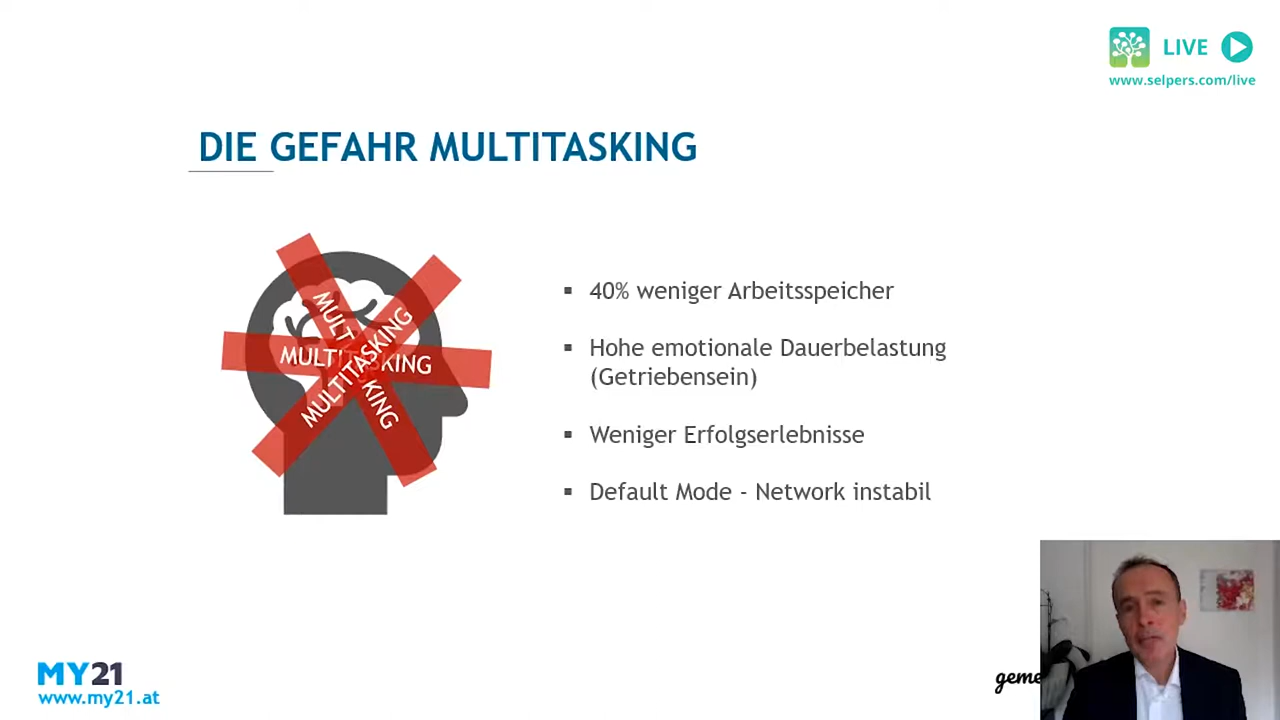 LIVE
www.selpers.com/live
DIE GEFAHR MULTITASKING
MULTITASKING
MULTITASKING
▪ 40% weniger Arbeitsspeicher
▪ Hohe emotionale Dauerbelastung
(Getriebensein)
▪ Weniger Erfolgserlebnisse
▪ Default Mode - Network instabil
MY21
www.my21.at
geme